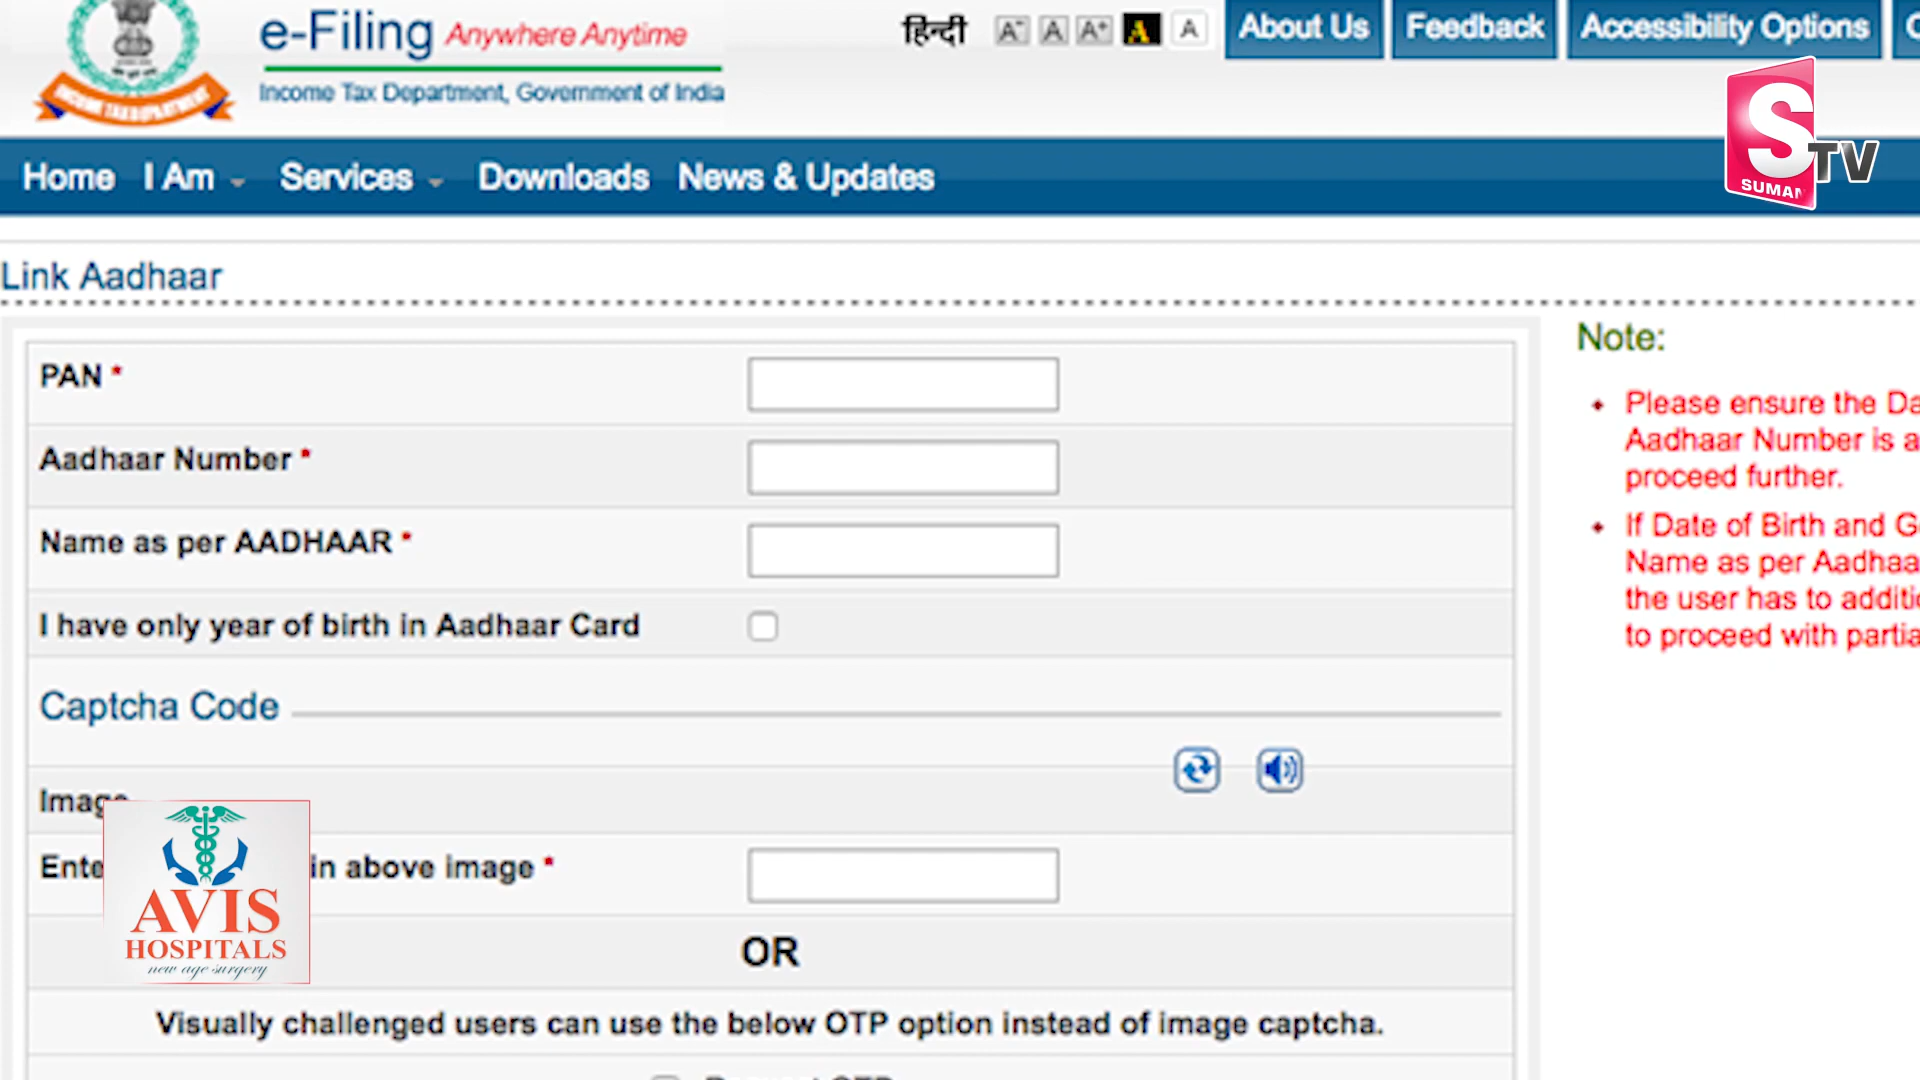 e-Filing Anywhere Anytime
Income Tax Department, Government of India
INCOME TAX DEPARTMENT
हिन्दी A- A A+ A A About Us Feedback Accessibility Options
Home I Am Services Downloads News & Updates
S TV
SUMAN
Link Aadhaar
PAN *
Aadhaar Number *
Name as per AADHAAR *
I have only year of birth in Aadhaar Card
Captcha Code
Image
in above image *
OR
Visually challenged users can use the below OTP option instead of image captcha.
Note:
Please ensure the
Aadhaar Number is
proceed further.
If Date of Birth and
Name as per
the user has to
to proceed with
AVIS
HOSPITALS
new age surgery